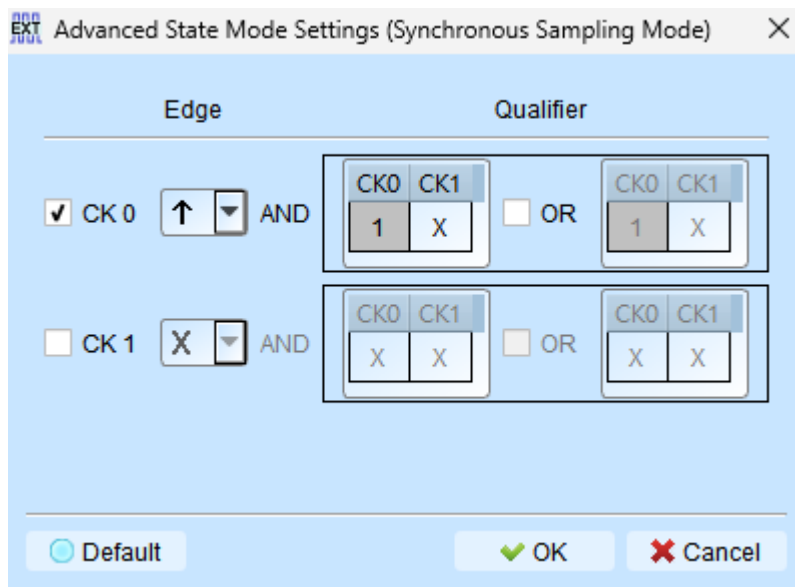 EXT Advanced State Mode Settings (Synchronous Sampling Mode)
Edge Qualifier
CK0 CK1 CK0 CK1
CK 0 ↑ AND 1 X OR 1 X
CK0 CK1 CK0 CK1
CK 1 X AND X X OR X X
Default OK Cancel